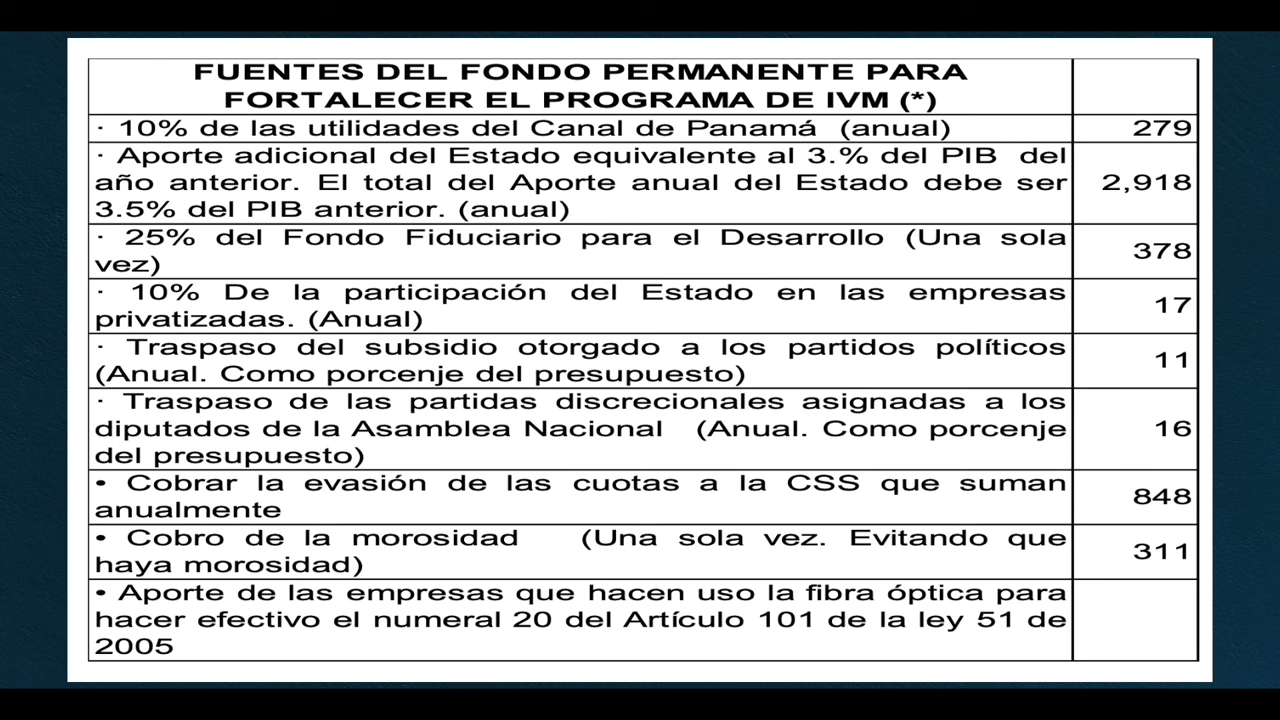 FUENTES DEL FONDO PERMANENTE PARA
FORTALECER EL PROGRAMA DE IVM (*)
· 10% de las utilidades del Canal de Panamá (anual) 279
· Aporte adicional del Estado equivalente al 3.% del PIB del
año anterior. El total del Aporte anual del Estado debe ser 2,918
3.5% del PIB anterior. (anual)
· 25% del Fondo Fiduciario para el Desarrollo (Una sola
vez) 378
· 10% De la participación del Estado en las empresas
privatizadas. (Anual) 17
· Traspaso del subsidio otorgado a los partidos políticos
(Anual. Como porcenje del presupuesto) 11
· Traspaso de las partidas discrecionales asignadas a los
diputados de la Asamblea Nacional (Anual. Como porcenje 16
del presupuesto)
• Cobrar la evasión de las cuotas a la CSS que suman
anualmente 848
• Cobro de la morosidad (Una sola vez. Evitando que
haya morosidad) 311
• Aporte de las empresas que hacen uso la fibra óptica para
hacer efectivo el numeral 20 del Artículo 101 de la ley 51 de
2005